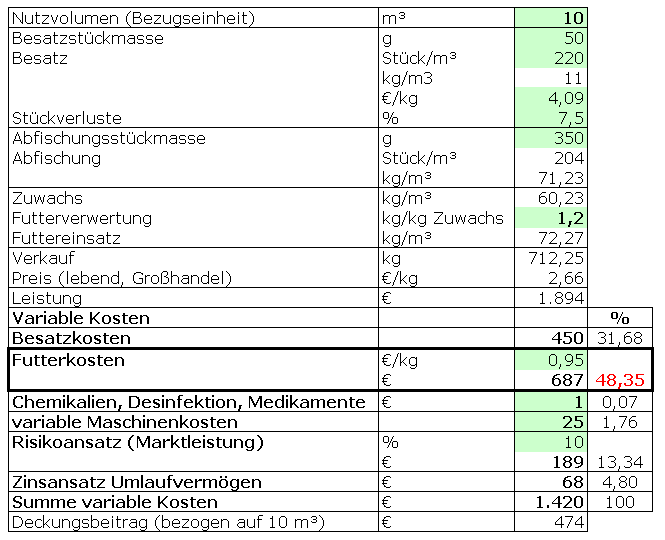 Nutzvolumen (Bezugseinheit) m³ 10
Besatzstückmasse g 50
Besatz Stück/m³ 220
kg/m3 11
€/kg 4,09
Stückverluste % 7,5
Abfischungsstückmasse g 350
Abfischung Stück/m³ 204
kg/m³ 71,23
Zuwachs kg/m³ 60,23
Futterverwertung kg/kg Zuwachs 1,2
Futtereinsatz kg/m³ 72,27
Verkauf kg 712,25
Preis (lebend, Großhandel) €/kg 2,66
Leistung € 1.894
Variable Kosten %
Besatzkosten 450 31,68
Futterkosten €/kg 0,95
€ 687 48,35
Chemikalien, Desinfektion, Medikamente € 1 0,07
variable Maschinenkosten 25 1,76
Risikoansatz (Marktleistung) % 10
€ 189 13,34
Zinsansatz Umlaufvermögen € 68 4,80
Summe variable Kosten € 1.420 100
Deckungsbeitrag (bezogen auf 10 m³) € 474